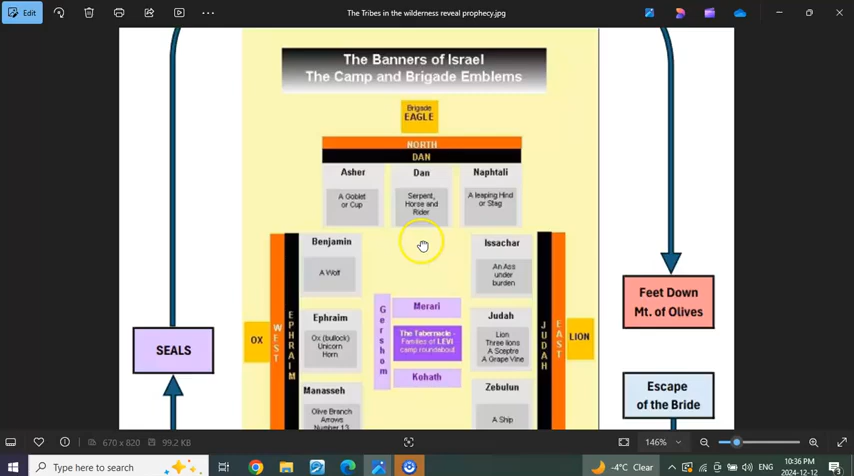 Edit
The Tribes in the wilderness reveal prophecy.jpg
The Banners of Israel
The Camp and Brigade Emblems
Brigade
EAGLE
NORTH
DAN
Asher
A Goblet
or Cup
Dan
Serpent,
Horse and
Rider
Naphtali
A leaping Hind
or Stag
Benjamin
A Wolf
Issachar
An Ass
under
burden
OX
WEST
EPHRAIM
Ephraim
Ox (bullock)
Unicorn
Horn
Gershom
Merari
The Tabernacle -
Families of LEVI
camp roundabout
Kohath
Judah
Lion
Three lions
A Sceptre
A Grape Vine
JUDAH
EAST
LION
Manasseh
Olive Branch
Arrows
Number 13
Zebulun
A Ship
SEALS
Feet Down
Mt. of Olives
Escape
of the Bride
670 x 820
99.2 KB
146%
Type here to search
-4°C Clear
ENG
10:36 PM
2024-12-12
3